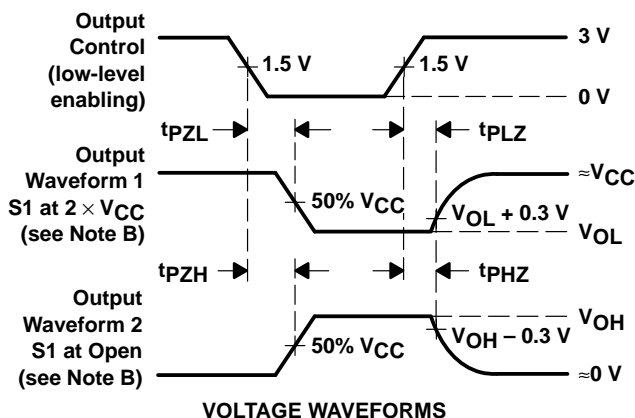 Output
Control
(low-level
enabling)
1.5 V
1.5 V
3 V
0 V
tPZL
tPLZ
Output
Waveform 1
S1 at 2 × VCC
(see Note B)
50% VCC
VOL + 0.3 V
≈VCC
VOL
tPZH
tPHZ
Output
Waveform 2
S1 at Open
(see Note B)
50% VCC
VOH − 0.3 V
VOH
≈0 V
VOLTAGE WAVEFORMS